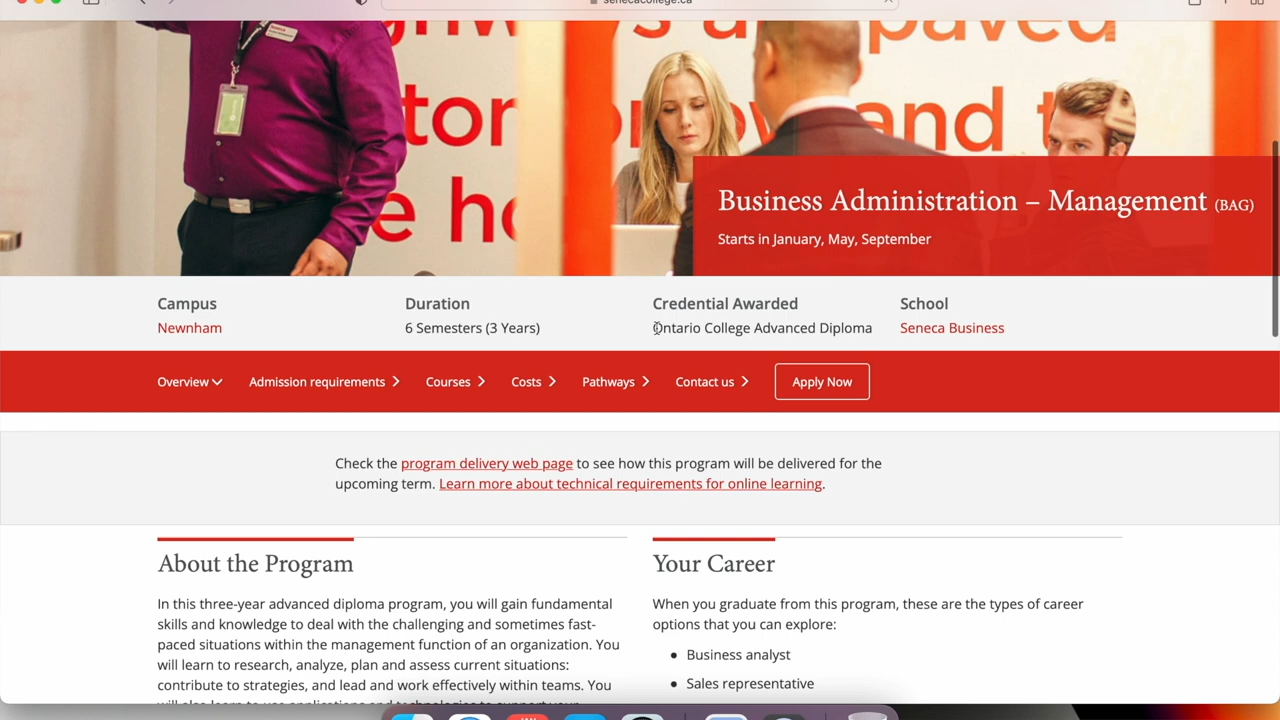 senecacollege.ca
paved
and
Business Administration – Management (BAG)
Starts in January, May, September
Campus
Newnham
Duration
6 Semesters (3 Years)
Credential Awarded
Ontario College Advanced Diploma
School
Seneca Business
Overview
Admission requirements
Courses
Costs
Pathways
Contact us
Apply Now
Check the program delivery web page to see how this program will be delivered for the
upcoming term. Learn more about technical requirements for online learning.
About the Program
In this three-year advanced diploma program, you will gain fundamental
skills and knowledge to deal with the challenging and sometimes fast-
paced situations within the management function of an organization. You
will learn to research, analyze, plan and assess current situations:
contribute to strategies, and lead and work effectively within teams. You
Your Career
When you graduate from this program, these are the types of career
options that you can explore:
● Business analyst
● Sales representative